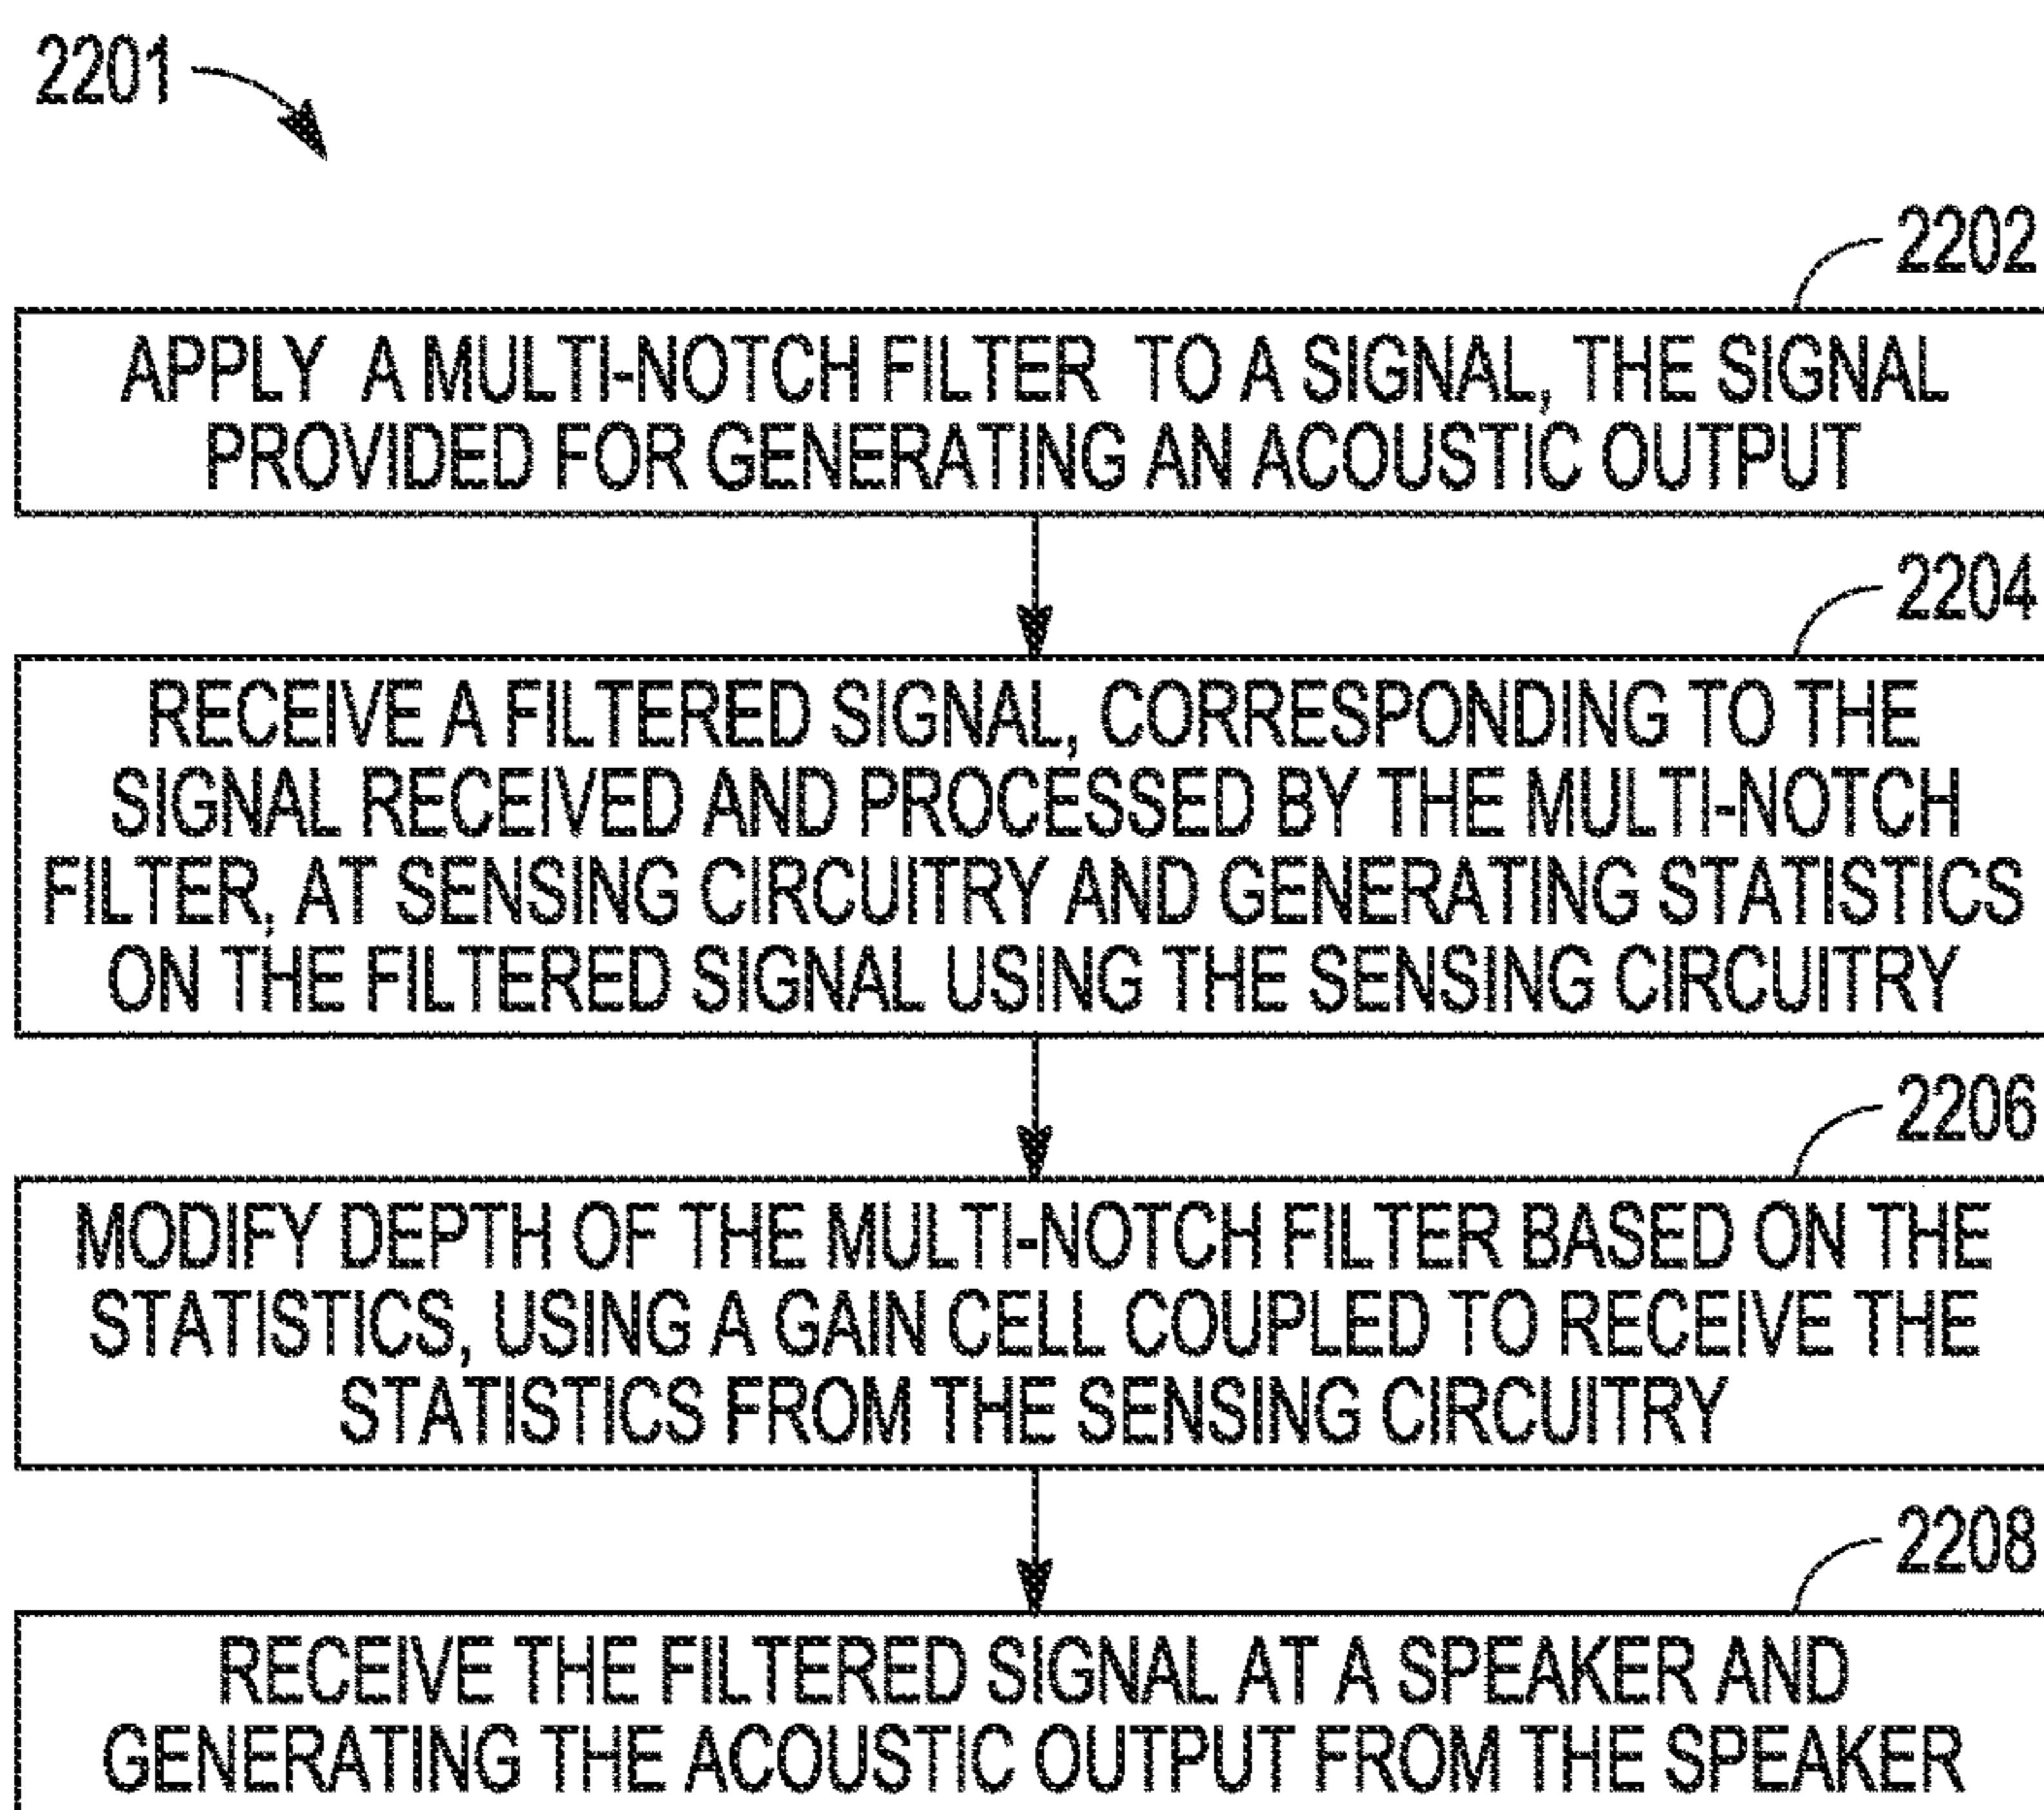 2201
2202
APPLY A MULTI-NOTCH FILTER TO A SIGNAL, THE SIGNAL
PROVIDED FOR GENERATING AN ACOUSTIC OUTPUT
2204
RECEIVE A FILTERED SIGNAL, CORRESPONDING TO THE
SIGNAL RECEIVED AND PROCESSED BY THE MULTI-NOTCH
FILTER, AT SENSING CIRCUITRY AND GENERATING STATISTICS
ON THE FILTERED SIGNAL USING THE SENSING CIRCUITRY
2206
MODIFY DEPTH OF THE MULTI-NOTCH FILTER BASED ON THE
STATISTICS, USING A GAIN CELL COUPLED TO RECEIVE THE
STATISTICS FROM THE SENSING CIRCUITRY
2208
RECEIVE THE FILTERED SIGNAL AT A SPEAKER AND
GENERATING THE ACOUSTIC OUTPUT FROM THE SPEAKER